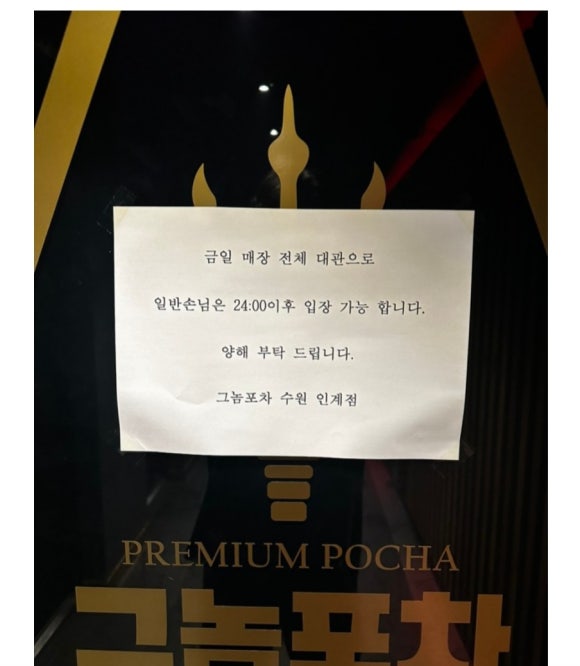 금일 매장 전체 대관으로
일반손님은 24:00이후 입장 가능 합니다.
양해 부탁 드립니다.
그놈포차 수원 인계점
PREMIUM POCHA
그놈포차